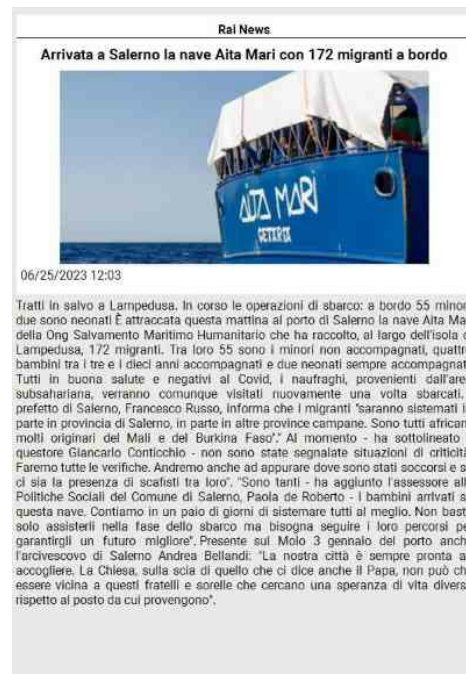 Rai News
Arrivata a Salerno la nave Aita Mari con 172 migranti a bordo
AITA MARI
GETARIA
06/25/2023 12:03
Tratti in salvo a Lampedusa. In corso le operazioni di sbarco: a bordo 55 minor
due sono neonati È attraccata questa mattina al porto di Salerno la nave Aita Ma
della Ong Salvamento Maritimo Humanitario che ha raccolto, al largo dell'isola
Lampedusa, 172 migranti. Tra loro 55 sono i minori non accompagnati, quattr
bambini tra i tre e i dieci anni accompagnati e due neonati sempre accompagnat
Tutti in buona salute e negativi al Covid, i naufraghi, provenienti dall'are
subsahariana, verranno comunque visitati nuovamente una volta sbarcati.
prefetto di Salerno, Francesco Russo, informa che i migranti "saranno sistemati i
parte in provincia di Salerno, in parte in altre province campane. Sono tutti african
molti originari del Mali e del Burkina Faso"." Al momento - ha sottolineato
questore Giancarlo Conticchio - non sono state segnalate situazioni di criticit
Faremo tutte le verifiche. Andremo anche ad appurare dove sono stati soccorsi e s
ci sia la presenza di scafisti tra loro". "Sono tanti - ha aggiunto l'assessore all
Politiche Sociali del Comune di Salerno, Paola de Roberto - i bambini arrivati s
questa nave. Contiamo in un paio di giorni di sistemare tutti al meglio. Non bast
solo assisterli nella fase dello sbarco ma bisogna seguire i loro percorsi pe
garantirgli un futuro migliore". Presente sul Molo 3 gennaio del porto anch
l'arcivescovo di Salerno Andrea Bellandi: "La nostra città è sempre pronta a
accogliere. La Chiesa, sulla scia di quello che ci dice anche il Papa, non può ch
essere vicina a questi fratelli e sorelle che cercano una speranza di vita divers
rispetto al posto da cui provengono".